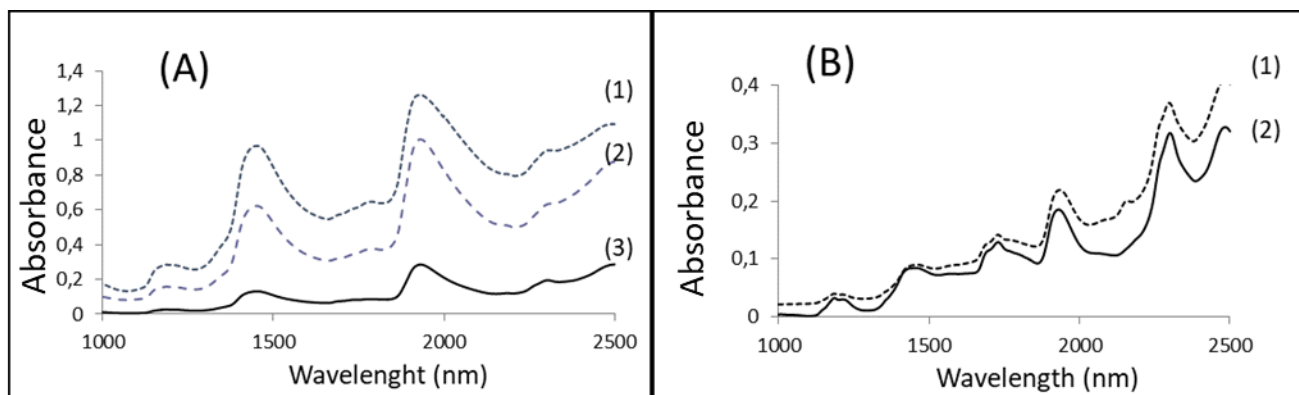 (A)
1,4
1,2
1
0,8
0,6
0,4
0,2
0
Absorbance
1000 1500 2000 2500
Wavelenght (nm)
(1)
(2)
(3)
(B)
0,4
0,3
0,2
0,1
0
Absorbance
1000 1500 2000 2500
Wavelength (nm)
(1)
(2)